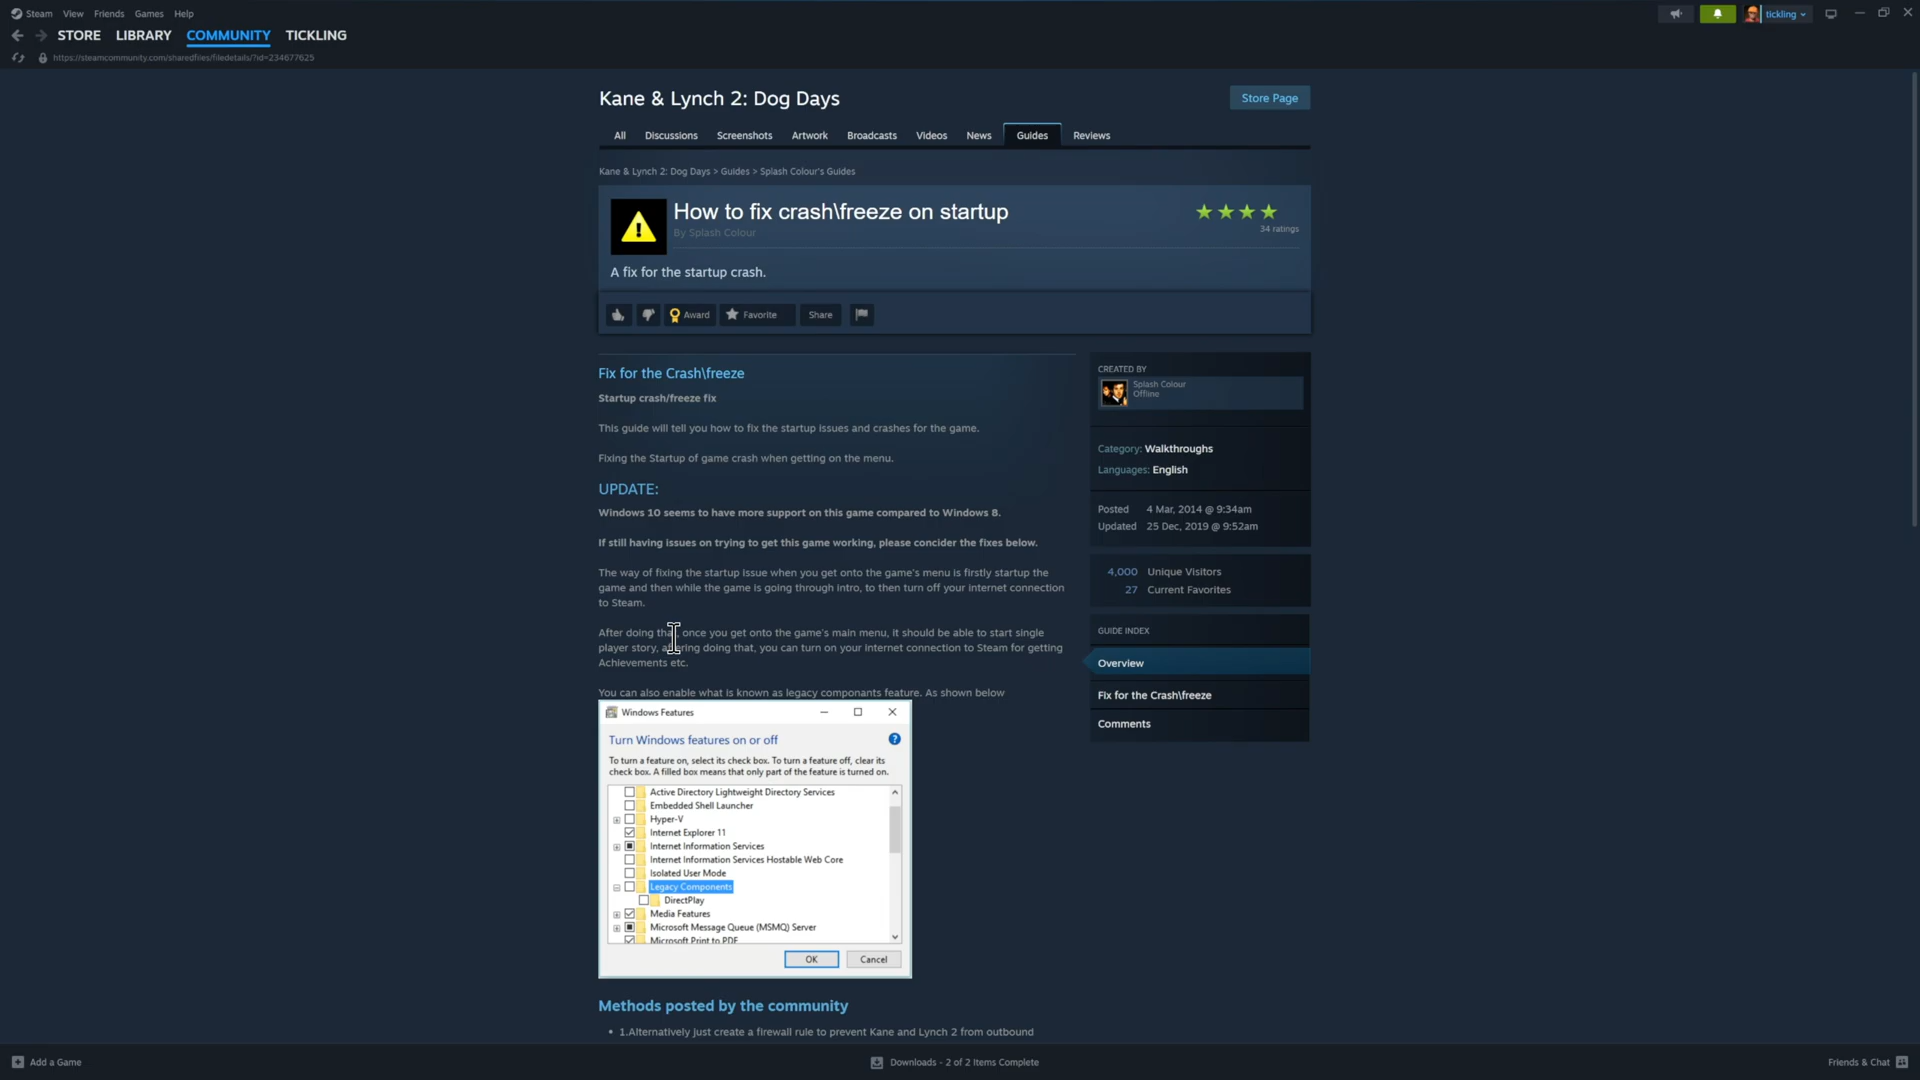 Steam View Friends Games Help
tickling
STORE LIBRARY COMMUNITY TICKLING
https://steamcommunity.com/sharedfiles/filedetails/?id=234677625
Kane & Lynch 2: Dog Days
Store Page
All Discussions Screenshots Artwork Broadcasts Videos News Guides Reviews
Kane & Lynch 2: Dog Days > Guides > Splash Colour's Guides
How to fix crash\freeze on startup
By Splash Colour
34 ratings
A fix for the startup crash.
Award Favorite Share
Fix for the Crash\freeze
Startup crash/freeze fix
This guide will tell you how to fix the startup issues and crashes for the game.
Fixing the Startup of game crash when getting on the menu.
UPDATE:
Windows 10 seems to have more support on this game compared to Windows 8.
If still having issues on trying to get this game working, please concider the fixes below.
The way of fixing the startup issue when you get onto the game's menu is firstly startup the
game and then while the game is going through intro, to then turn off your internet connection
to Steam.
After doing that, once you get onto the game's main menu, it should be able to start single
player story, aftering doing that, you can turn on your internet connection to Steam for getting
Achievements etc.
You can also enable what is known as legacy componants feature. As shown below
Windows Features
Turn Windows features on or off
To turn a feature on, select its check box. To turn a feature off, clear its
check box. A filled box means that only part of the feature is turned on.
Active Directory Lightweight Directory Services
Embedded Shell Launcher
Hyper-V
Internet Explorer 11
Internet Information Services
Internet Information Services Hostable Web Core
Isolated User Mode
Legacy Components
DirectPlay
Media Features
Microsoft Message Queue (MSMQ) Server
Microsoft Print to PDF
OK Cancel
Methods posted by the community
• 1.Alternatively just create a firewall rule to prevent Kane and Lynch 2 from outbound
CREATED BY
Splash Colour
Offline
Category: Walkthroughs
Languages: English
Posted 4 Mar, 2014 @ 9:34am
Updated 25 Dec, 2019 @ 9:52am
4,000 Unique Visitors
27 Current Favorites
GUIDE INDEX
Overview
Fix for the Crash\freeze
Comments
Add a Game
Downloads - 2 of 2 Items Complete
Friends & Chat